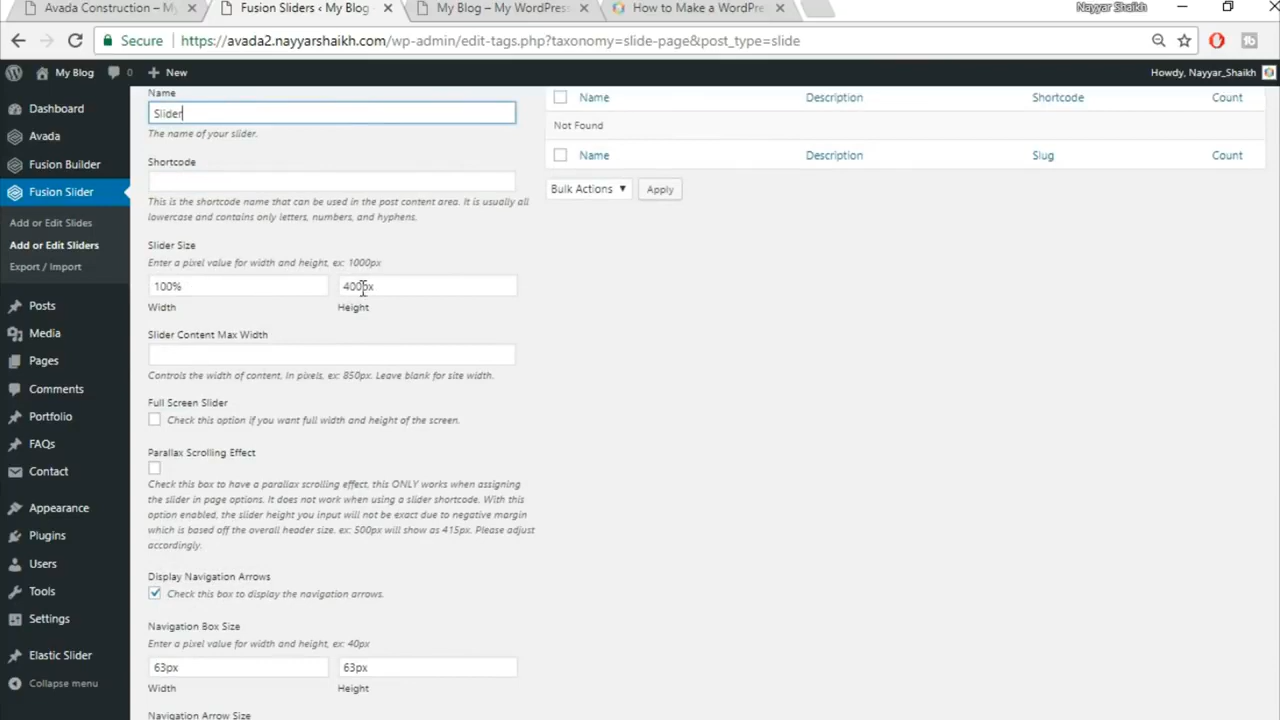 Avada Construction – My
Fusion Sliders ‹ My Blog
My Blog – My WordPress
How to Make a WordPre
Nayyar Shaikh
Secure
https://avada2.nayyarshaikh.com/wp-admin/edit-tags.php?taxonomy=slide-page&post_type=slide
My Blog
0
New
Howdy, Nayyar_Shaikh
Dashboard
Avada
Fusion Builder
Fusion Slider
Add or Edit Slides
Add or Edit Sliders
Export / Import
Posts
Media
Pages
Comments
Portfolio
FAQs
Contact
Appearance
Plugins
Users
Tools
Settings
Elastic Slider
Collapse menu
Name
Slider
The name of your slider.
Shortcode
This is the shortcode name that can be used in the post content area. It is usually all
lowercase and contains only letters, numbers, and hyphens.
Slider Size
Enter a pixel value for width and height, ex: 1000px
100%
400px
Width
Height
Slider Content Max Width
Controls the width of content, In pixels, ex: 850px. Leave blank for site width.
Full Screen Slider
Check this option if you want full width and height of the screen.
Parallax Scrolling Effect
Check this box to have a parallax scrolling effect, this ONLY works when assigning
the slider in page options. It does not work when using a slider shortcode. With this
option enabled, the slider height you input will not be exact due to negative margin
which is based off the overall header size. ex: 500px will show as 415px. Please adjust
accordingly.
Display Navigation Arrows
Check this box to display the navigation arrows.
Navigation Box Size
Enter a pixel value for width and height, ex: 40px
63px
63px
Width
Height
Navigation Arrow Size
Name
Description
Shortcode
Count
Not Found
Name
Description
Slug
Count
Bulk Actions
Apply